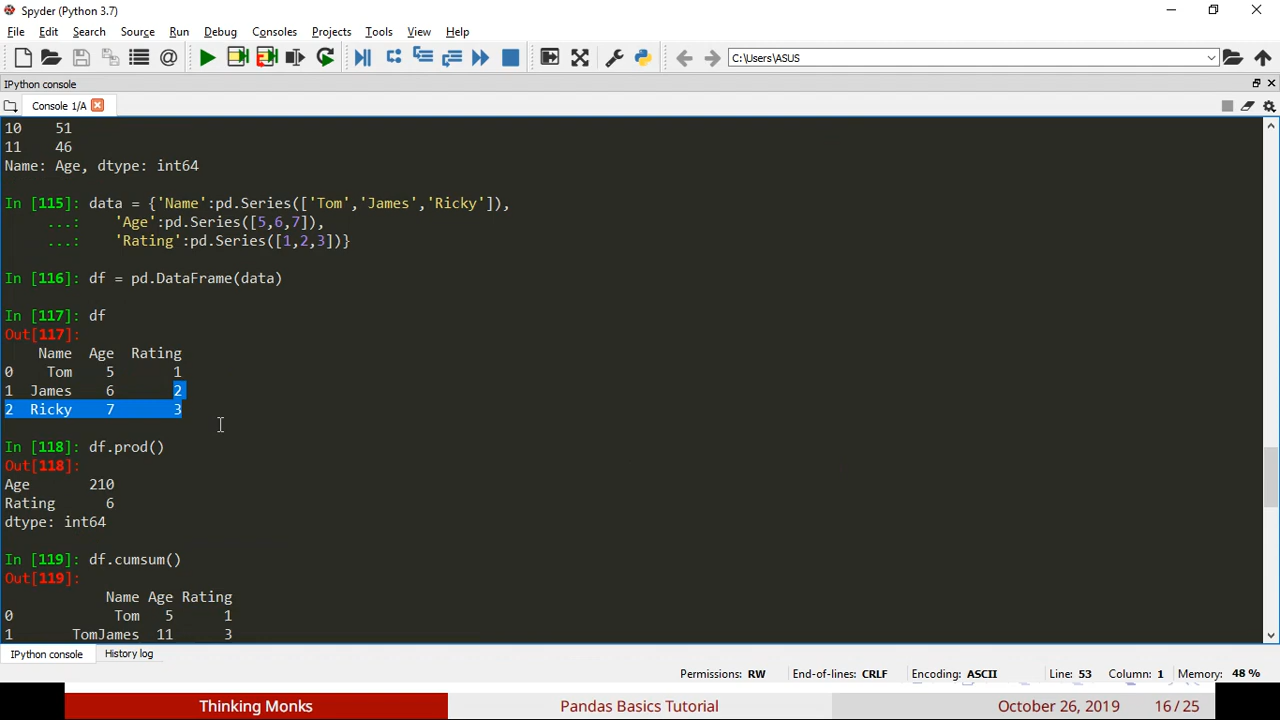 Spyder (Python 3.7)
File Edit Search Source Run Debug Consoles Projects Tools View Help
C:\Users\ASUS
IPython console
Console 1/A
10    51
11    46
Name: Age, dtype: int64
In [115]: data = {'Name':pd.Series(['Tom','James','Ricky']),
...:    'Age':pd.Series([5,6,7]),
...:    'Rating':pd.Series([1,2,3])}
In [116]: df = pd.DataFrame(data)
In [117]: df
Out[117]:
Name  Age  Rating
0    Tom    5       1
1  James    6       2
2  Ricky    7       3
In [118]: df.prod()
Out[118]:
Age       210
Rating      6
dtype: int64
In [119]: df.cumsum()
Out[119]:
Name Age Rating
0             Tom   5      1
1        TomJames  11      3
IPython console History log
Permissions: RW End-of-lines: CRLF Encoding: ASCII Line: 53 Column: 1 Memory: 48 %
Thinking Monks Pandas Basics Tutorial October 26, 2019 16 / 25